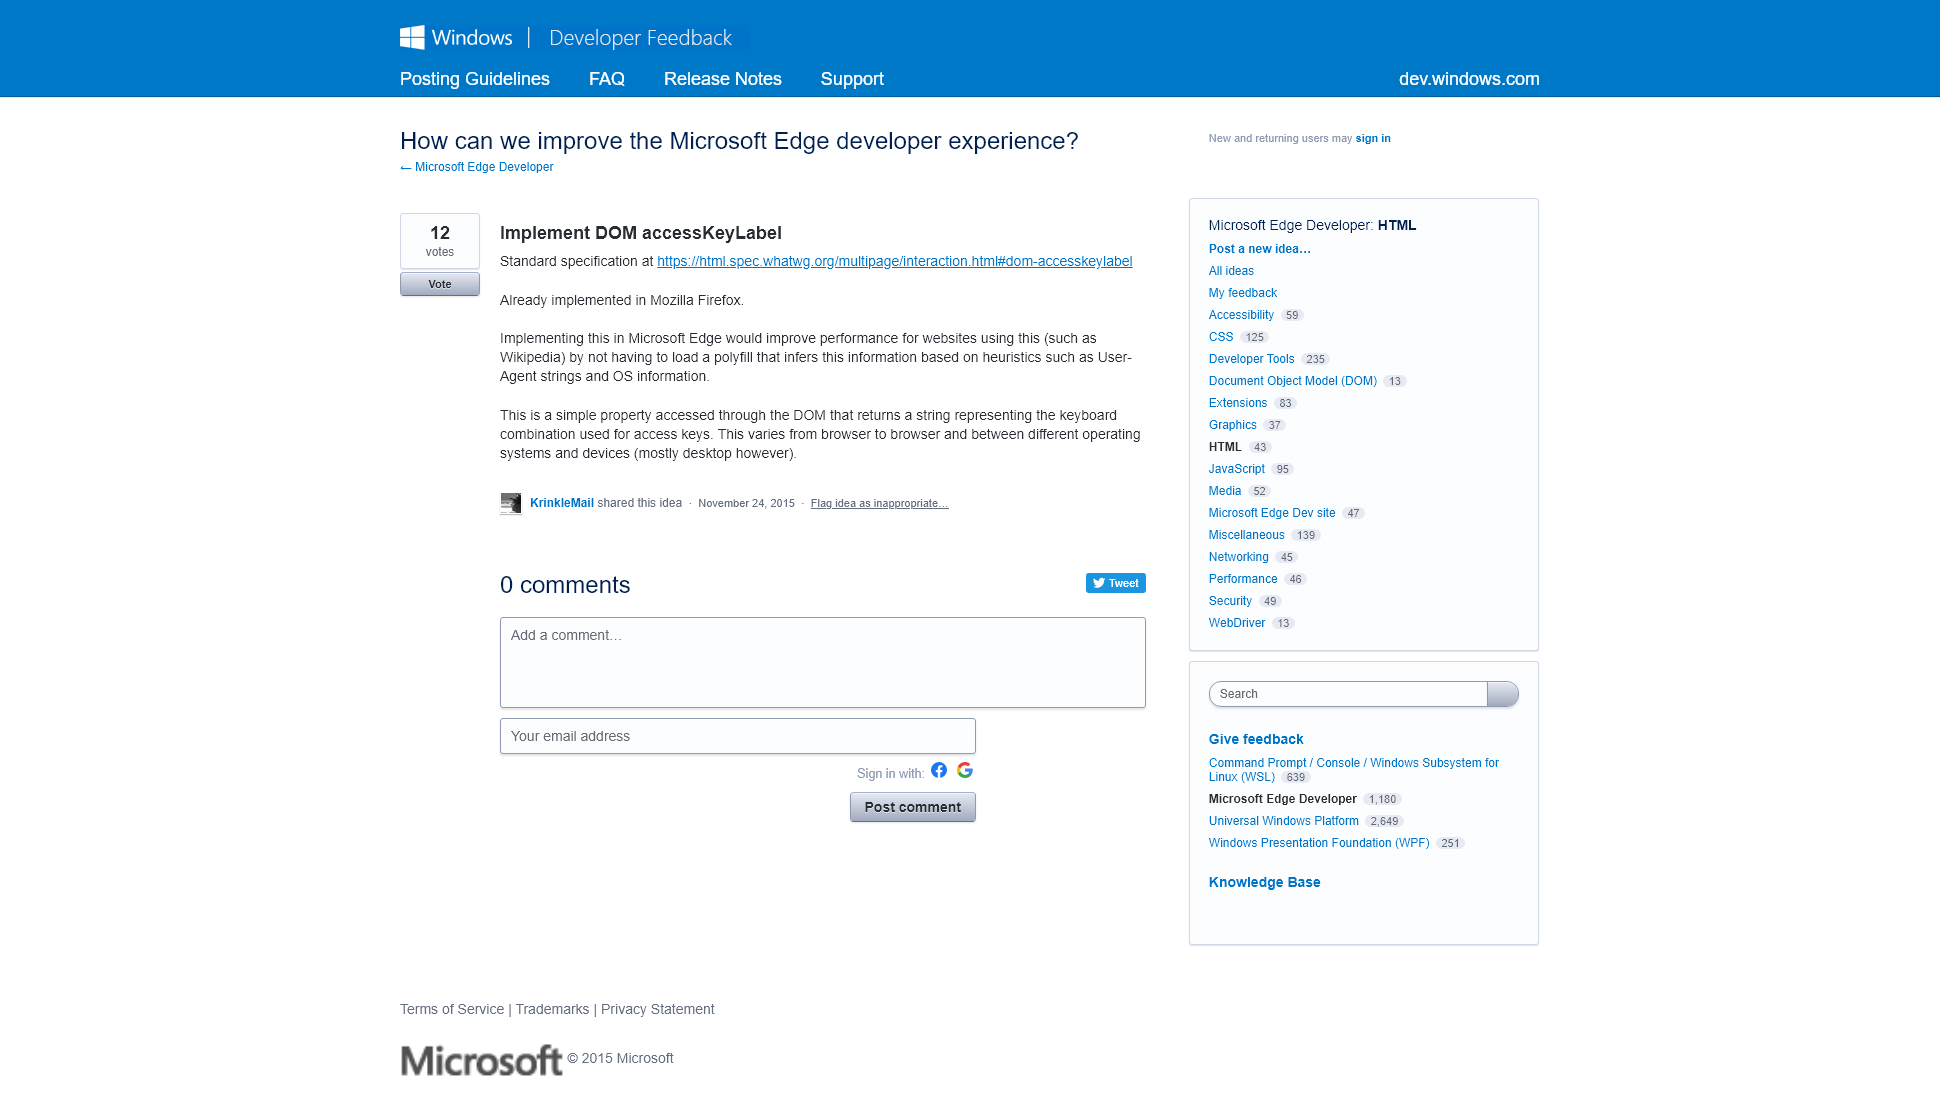 Windows | Developer Feedback
Posting Guidelines FAQ Release Notes Support dev.windows.com
How can we improve the Microsoft Edge developer experience?
← Microsoft Edge Developer
New and returning users may sign in
12
votes
Vote
Implement DOM accessKeyLabel
Standard specification at https://html.spec.whatwg.org/multipage/interaction.html#dom-accesskeylabel
Already implemented in Mozilla Firefox.
Implementing this in Microsoft Edge would improve performance for websites using this (such as
Wikipedia) by not having to load a polyfill that infers this information based on heuristics such as User-
Agent strings and OS information.
This is a simple property accessed through the DOM that returns a string representing the keyboard
combination used for access keys. This varies from browser to browser and between different operating
systems and devices (mostly desktop however).
KrinkleMail shared this idea · November 24, 2015 · Flag idea as inappropriate…
0 comments
Tweet
Add a comment…
Your email address
Sign in with:
Post comment
Microsoft Edge Developer: HTML
Post a new idea…
All ideas
My feedback
Accessibility 59
CSS 125
Developer Tools 235
Document Object Model (DOM) 13
Extensions 83
Graphics 37
HTML 43
JavaScript 95
Media 52
Microsoft Edge Dev site 47
Miscellaneous 139
Networking 45
Performance 46
Security 49
WebDriver 13
Search
Give feedback
Command Prompt / Console / Windows Subsystem for
Linux (WSL) 639
Microsoft Edge Developer 1,180
Universal Windows Platform 2,649
Windows Presentation Foundation (WPF) 251
Knowledge Base
Terms of Service | Trademarks | Privacy Statement
Microsoft © 2015 Microsoft